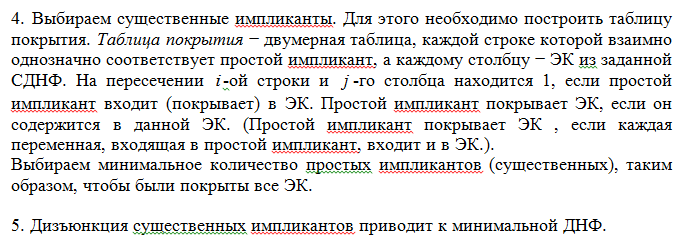 4. Выбираем существенные импликанты. Для этого необходимо построить таблицу
покрытия. Таблица покрытия − двумерная таблица, каждой строке которой взаимно
однозначно соответствует простой импликант, а каждому столбцу − ЭК из заданной
СДНФ. На пересечении i-ой строки и j-го столбца находится 1, если простой
импликант входит (покрывает) в ЭК. Простой импликант покрывает ЭК, если он
содержится в данной ЭК. (Простой импликант покрывает ЭК , если каждая
переменная, входящая в простой импликант, входит и в ЭК.).
Выбираем минимальное количество простых импликантов (существенных), таким
образом, чтобы были покрыты все ЭК.
5. Дизъюнкция существенных импликантов приводит к минимальной ДНФ.